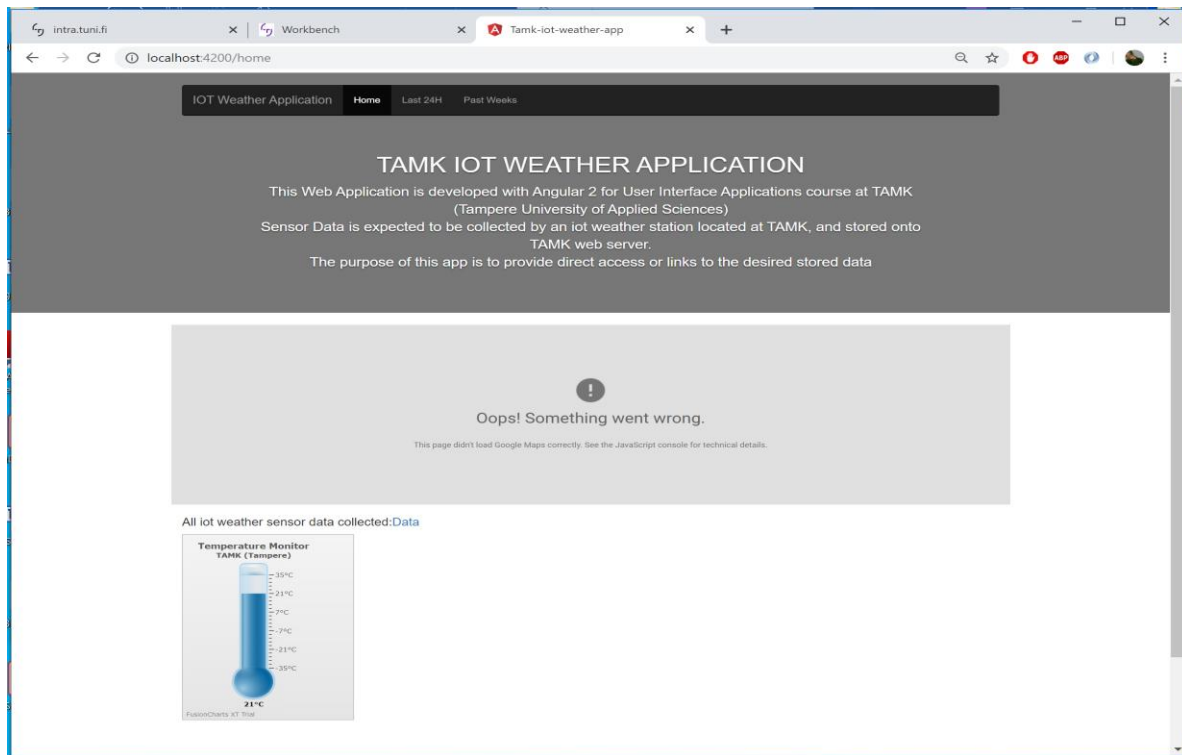 intra.tuni.fi
Workbench
Tamk-iot-weather-app
localhost:4200/home
ABP
IOT Weather Application Home Last 24H Past Weeks
TAMK IOT WEATHER APPLICATION
This Web Application is developed with Angular 2 for User Interface Applications course at TAMK
(Tampere University of Applied Sciences)
Sensor Data is expected to be collected by an iot weather station located at TAMK, and stored onto
TAMK web server.
The purpose of this app is to provide direct access or links to the desired stored data
Oops! Something went wrong.
This page didn't load Google Maps correctly. See the JavaScript console for technical details.
All iot weather sensor data collected:Data
Temperature Monitor
TAMK (Tampere)
35°C
21°C
7°C
-7°C
-21°C
-35°C
21°C
FusionCharts XT Trial